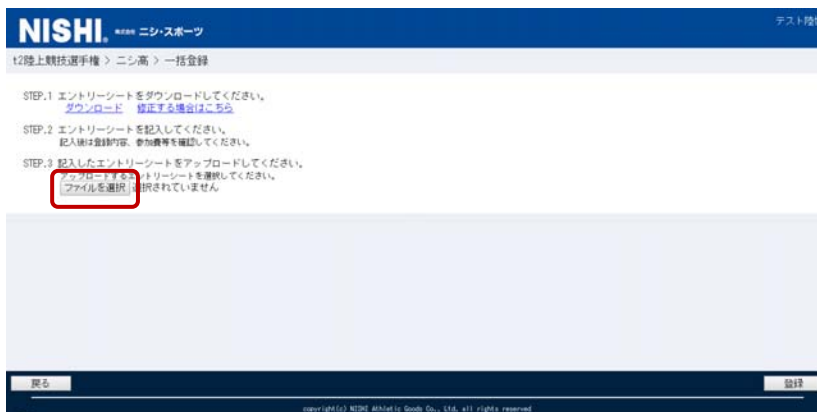 NISHI. 株式会社 ニシ・スポーツ
テスト陸
t2陸上競技選手権 > ニシ高 > 一括登録
STEP.1 エントリーシートをダウンロードしてください。
ダウンロード 修正する場合はこちら
STEP.2 エントリーシートを記入してください。
記入後は登録内容、参加費等を確認してください。
STEP.3 記入したエントリーシートをアップロードしてください。
アップロードするエントリーシートを選択してください。
ファイルを選択 選択されていません
戻る
登録
copyright(c) NISHI Athletic Goods Co., Ltd. all rights reserved